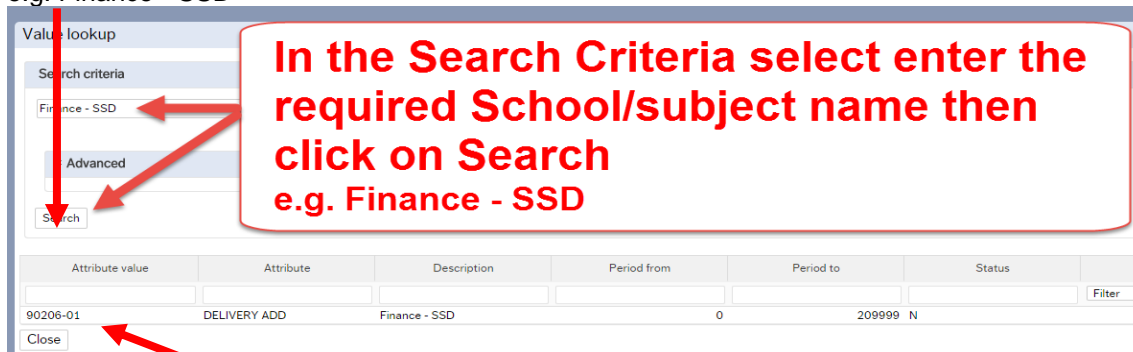 e.g. Finance - SSD
Value lookup
Search criteria
Finance - SSD
Advanced
Search
In the Search Criteria select enter the
required School/subject name then
click on Search
e.g. Finance - SSD
Attribute value Attribute Description Period from Period to Status
Filter
90206-01 DELIVERY ADD Finance - SSD 0 209999 N
Close